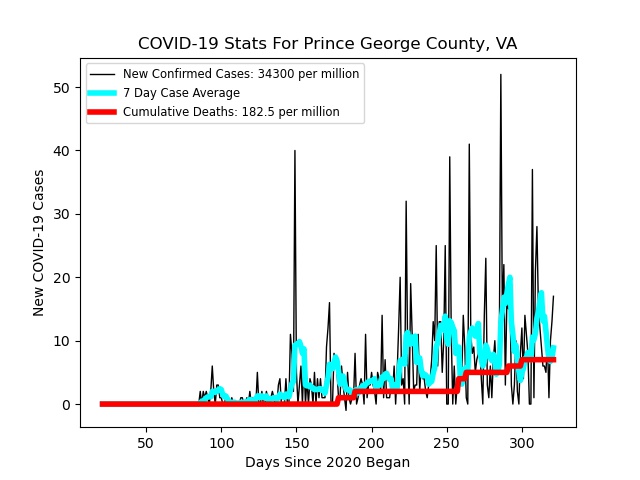 COVID-19 Stats For Prince George County, VA
New Confirmed Cases: 34300 per million
7 Day Case Average
Cumulative Deaths: 182.5 per million
New COVID-19 Cases
50
40
30
20
10
0
50 100 150 200 250 300
Days Since 2020 Began